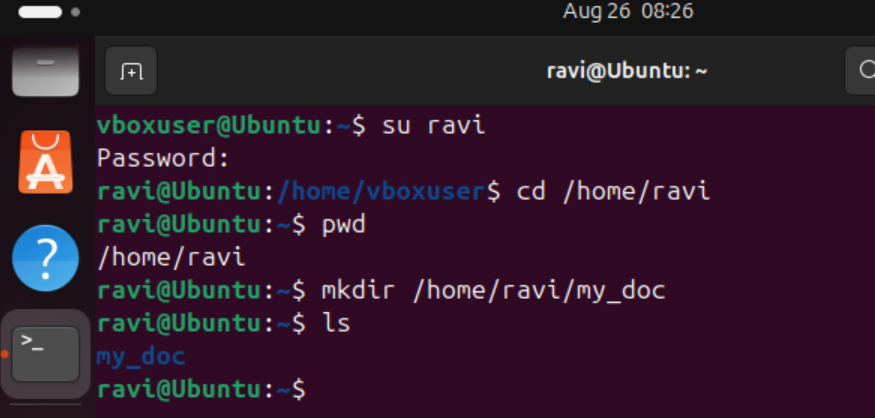 Aug 26 08:26
ravi@Ubuntu: ~
vboxuser@Ubuntu:~$ su ravi
Password:
ravi@Ubuntu:/home/vboxuser$ cd /home/ravi
ravi@Ubuntu:~$ pwd
/home/ravi
ravi@Ubuntu:~$ mkdir /home/ravi/my_doc
ravi@Ubuntu:~$ ls
my_doc
ravi@Ubuntu:~$